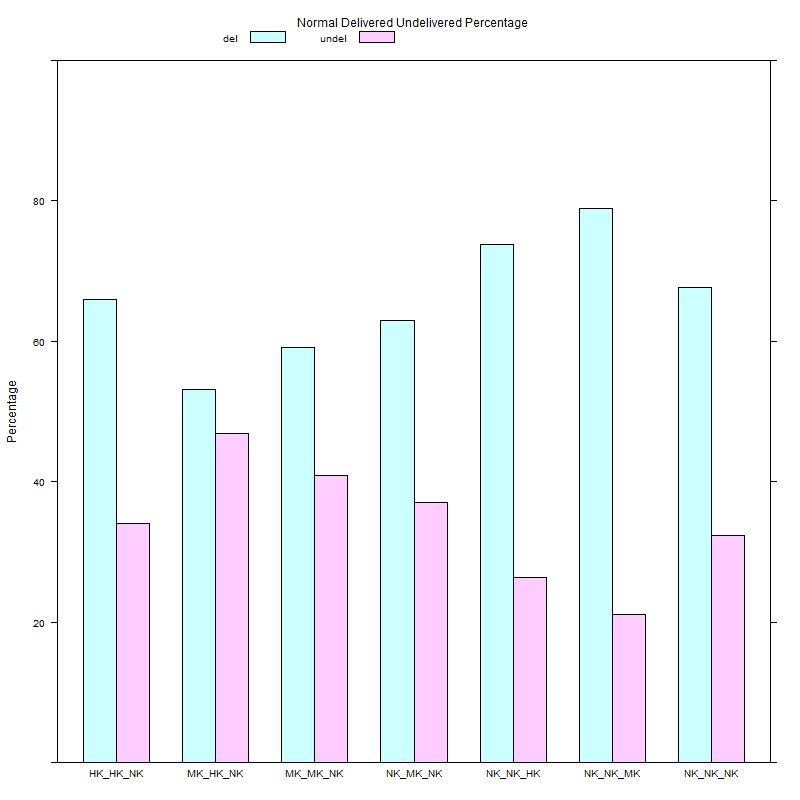 Normal Delivered Undelivered Percentage
del undel
80
60
40
20
Percentage
HK_HK_NK MK_HK_NK MK_MK_NK NK_MK_NK NK_NK_HK NK_NK_MK NK_NK_NK